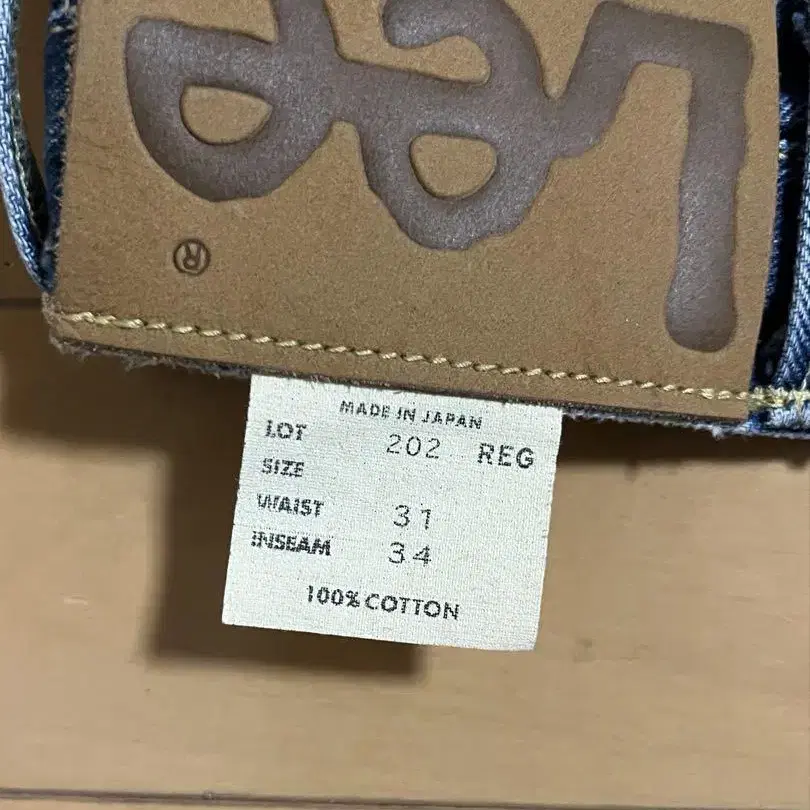 Lee
®
MADE IN JAPAN
LOT 202 REG
SIZE
WAIST 31
INSEAM 34
100% COTTON